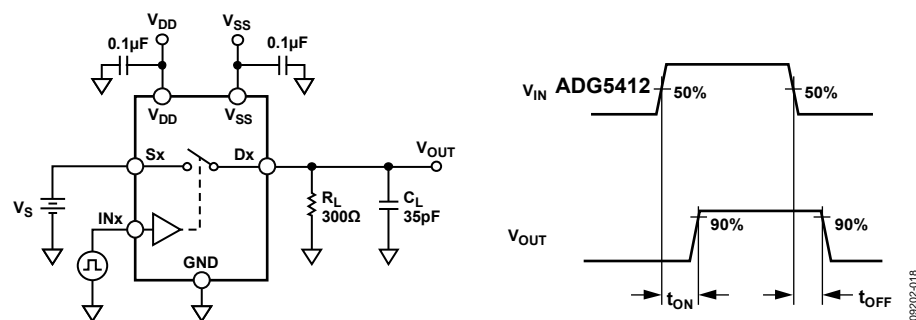 VDD
VSS
0.1µF
0.1µF
VDD
VSS
Sx
Dx
VOUT
VS
INx
RL
300Ω
CL
35pF
GND
VIN ADG5412
50%
50%
VOUT
90%
90%
tON
tOFF
09202-018